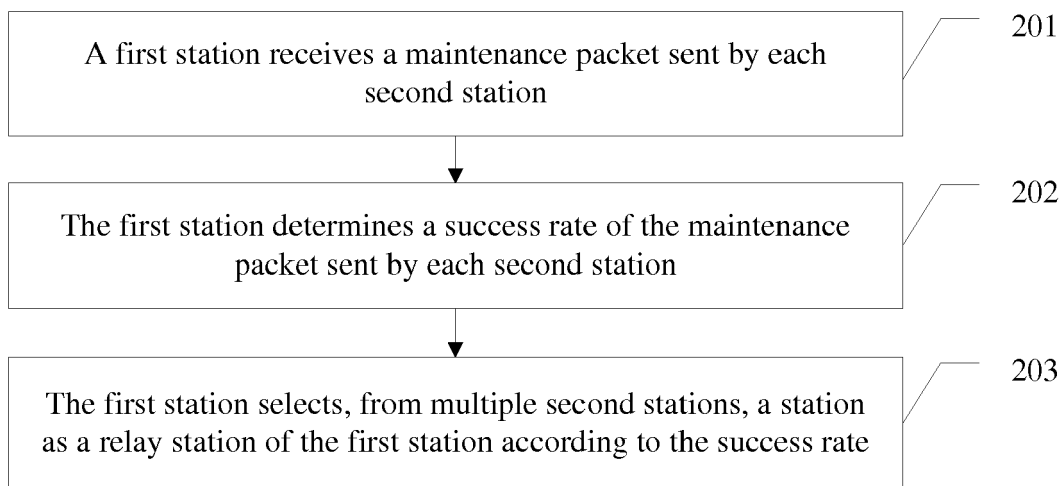 A first station receives a maintenance packet sent by each
second station
201
The first station determines a success rate of the maintenance
packet sent by each second station
202
The first station selects, from multiple second stations, a station
as a relay station of the first station according to the success rate
203